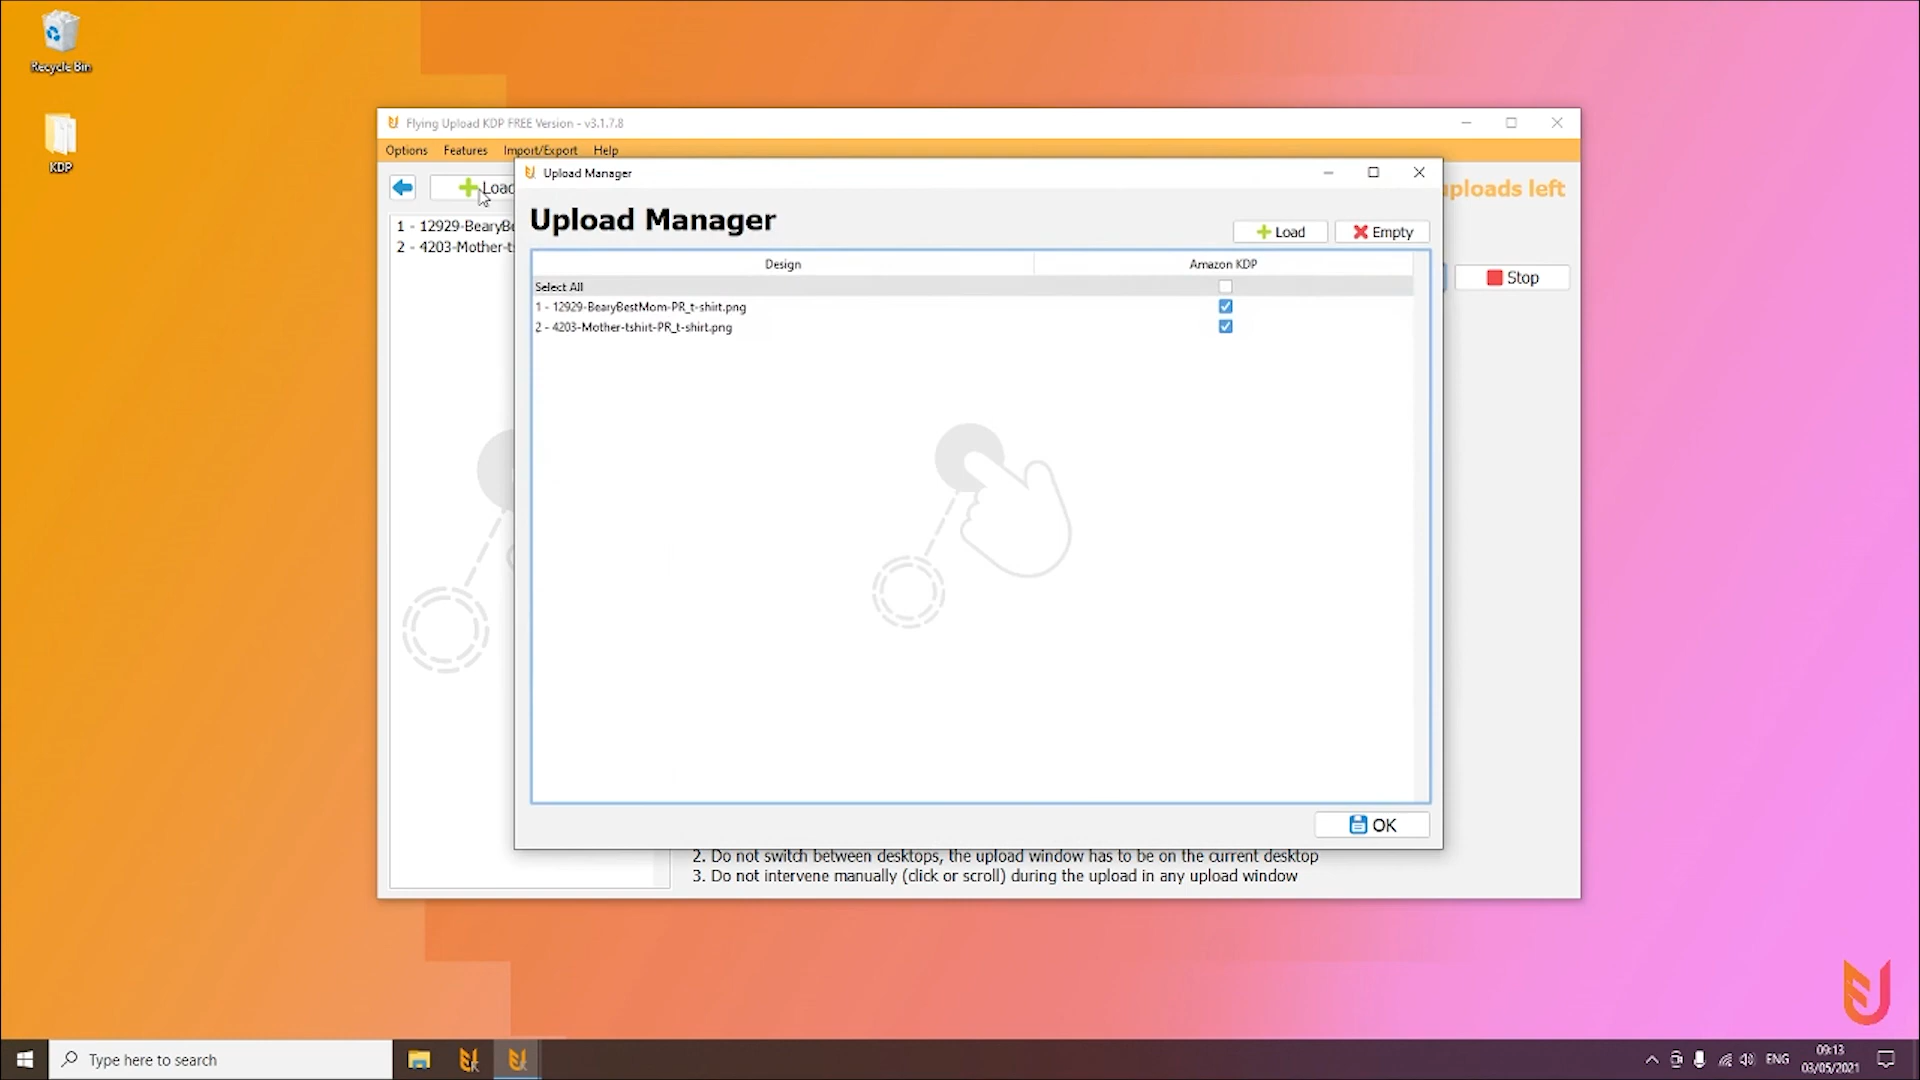 Recycle Bin
KDP
Flying Upload KDP FREE Version - v3.1.7.8
Options Features Import/Export Help
Load
uploads left
1 - 12929-BearyBe
2 - 4203-Mother-t
Stop
Upload Manager
Upload Manager
Load Empty
Design Amazon KDP
Select All
1 - 12929-BearyBestMom-PR_t-shirt.png
2 - 4203-Mother-tshirt-PR_t-shirt.png
OK
2. Do not switch between desktops, the upload window has to be on the current desktop
3. Do not intervene manually (click or scroll) during the upload in any upload window
Type here to search
ENG
09:13
03/05/2021